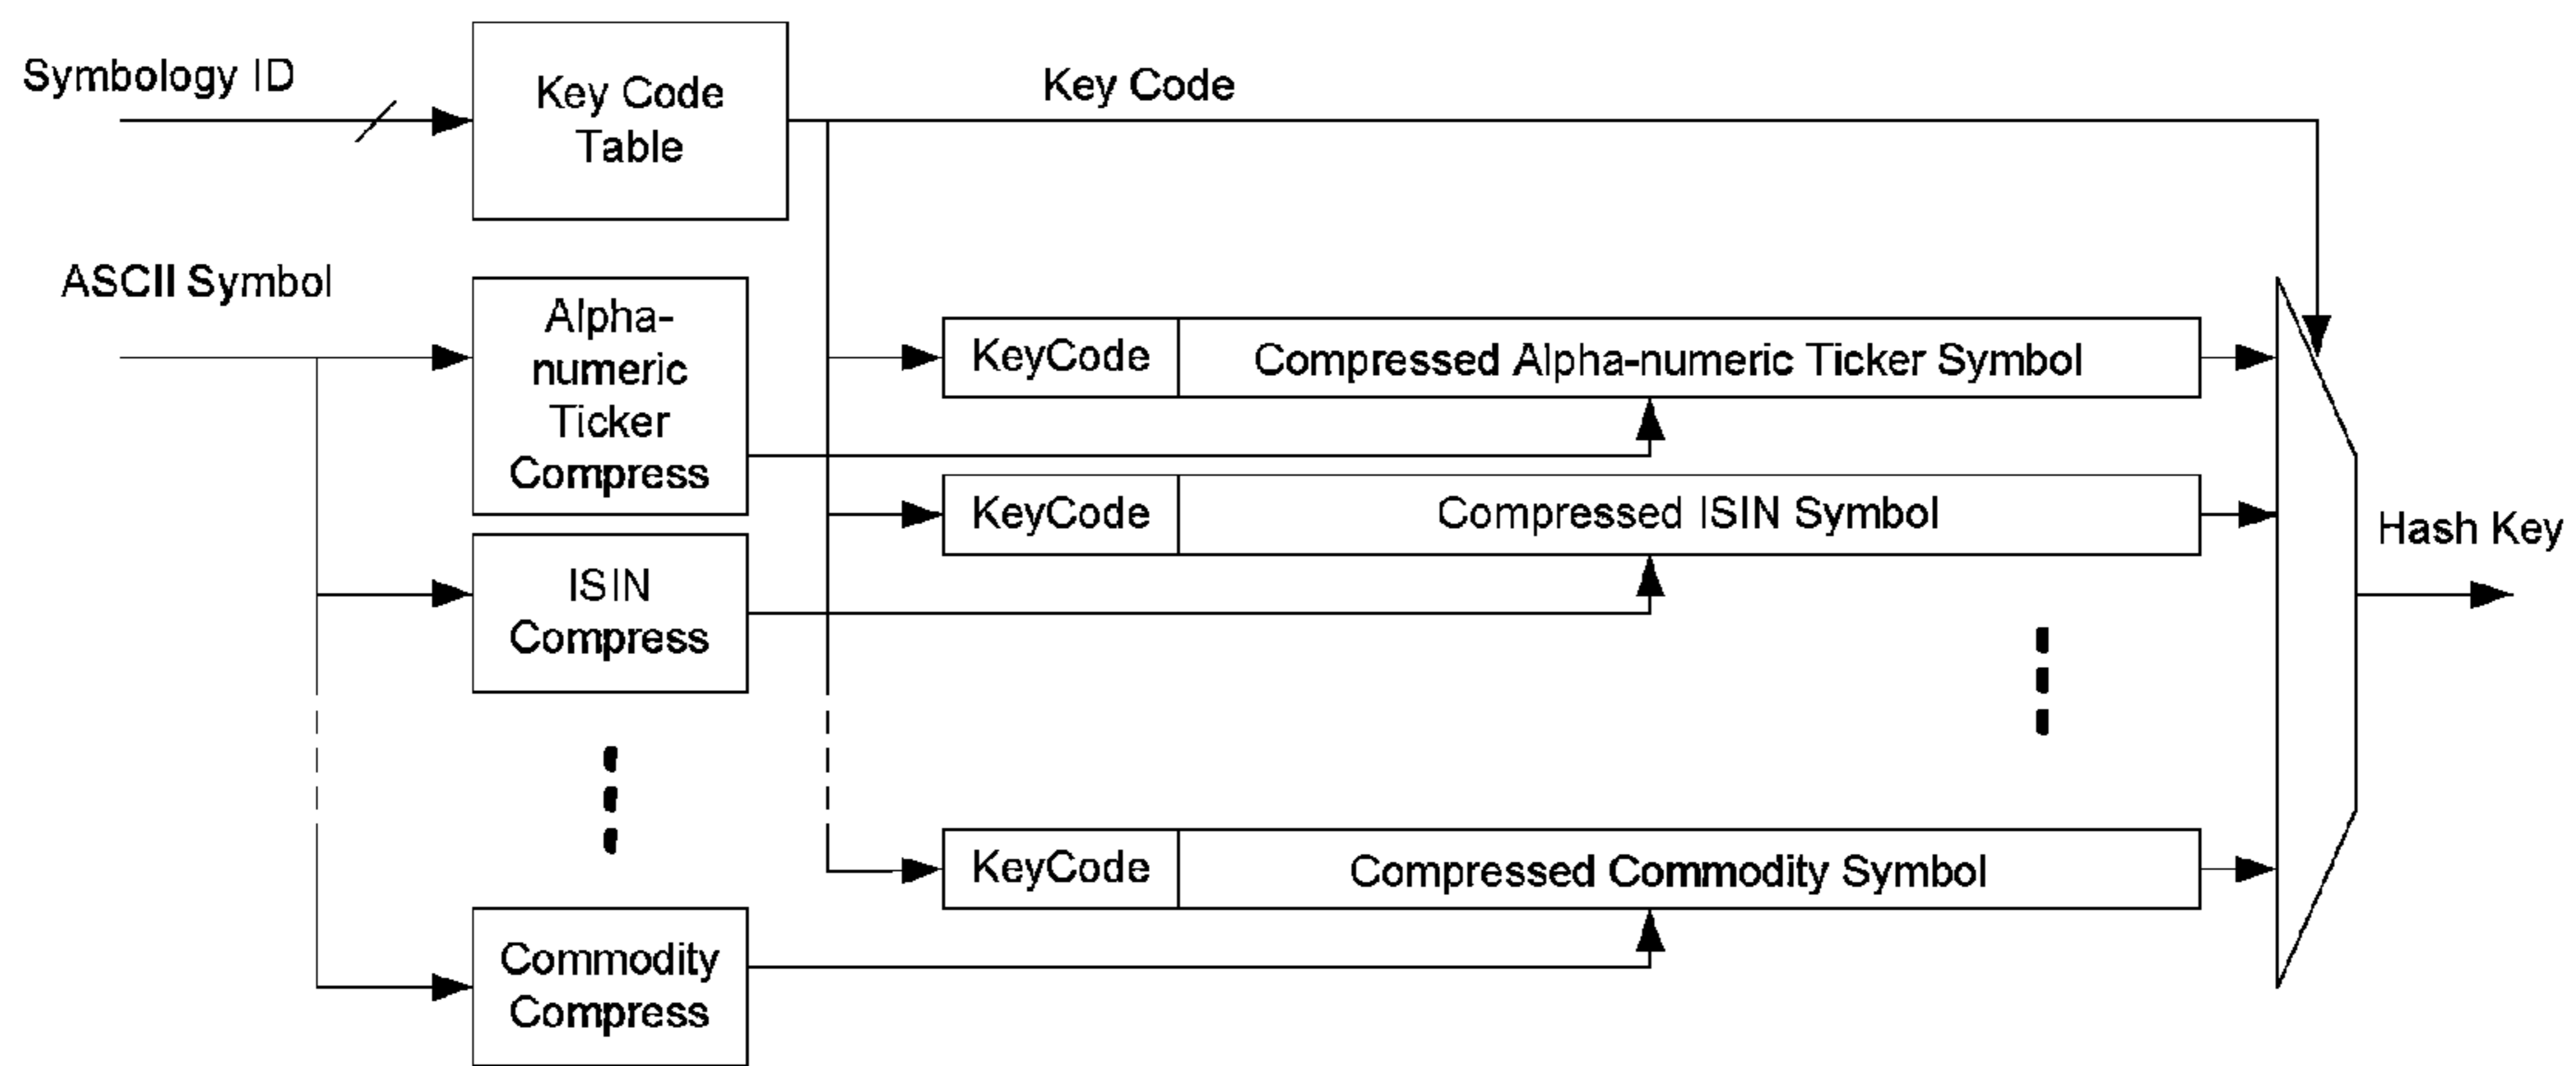 Symbology ID
Key Code
Table
Key Code
ASCII Symbol
Alpha-
numeric
Ticker
Compress
KeyCode
Compressed Alpha-numeric Ticker Symbol
KeyCode
Compressed ISIN Symbol
Hash Key
ISIN
Compress
KeyCode
Compressed Commodity Symbol
Commodity
Compress